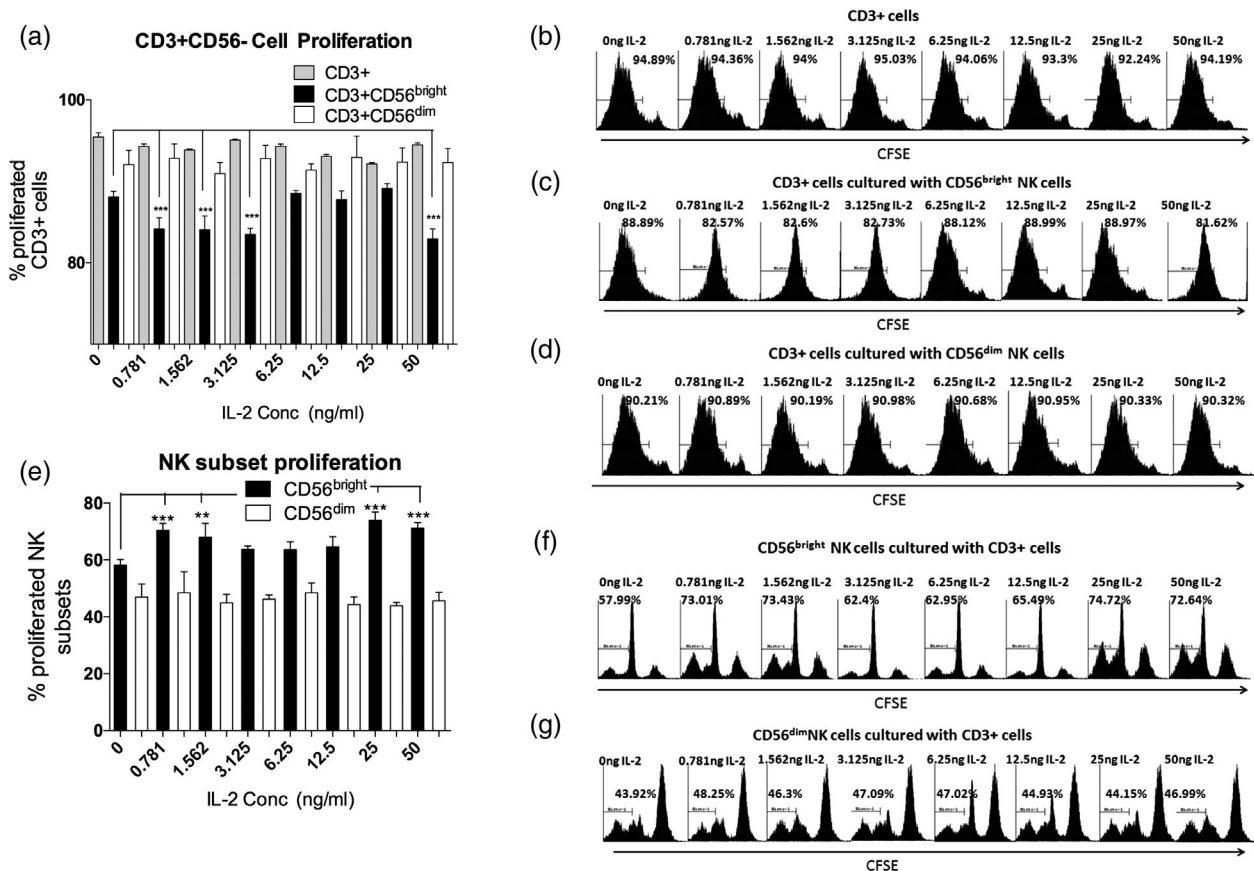 (a)
CD3+CD56- Cell Proliferation
CD3+
CD3+CD56bright
CD3+CD56dim
100
80
% proliferated
CD3+ cells
*** *** *** ***
0 0.781 1.562 3.125 6.25 12.5 25 50
IL-2 Conc (ng/ml)
(b)
CD3+ cells
0ng IL-2 0.781ng IL-2 1.562ng IL-2 3.125ng IL-2 6.25ng IL-2 12.5ng IL-2 25ng IL-2 50ng IL-2
94.89% 94.36% 94% 95.03% 94.06% 93.3% 92.24% 94.19%
CFSE
(c)
CD3+ cells cultured with CD56bright NK cells
0ng IL-2 0.781ng IL-2 1.562ng IL-2 3.125ng IL-2 6.25ng IL-2 12.5ng IL-2 25ng IL-2 50ng IL-2
88.89% 82.57% 82.6% 82.73% 88.12% 88.99% 88.97% 81.62%
CFSE
(d)
CD3+ cells cultured with CD56dim NK cells
0ng IL-2 0.781ng IL-2 1.562ng IL-2 3.125ng IL-2 6.25ng IL-2 12.5ng IL-2 25ng IL-2 50ng IL-2
90.21% 90.89% 90.19% 90.98% 90.68% 90.95% 90.33% 90.32%
CFSE
(e)
NK subset proliferation
CD56bright
CD56dim
80
60
40
20
0
% proliferated NK
subsets
*** ** *** ***
0 0.781 1.562 3.125 6.25 12.5 25 50
IL-2 Conc (ng/ml)
(f)
CD56bright NK cells cultured with CD3+ cells
0ng IL-2 0.781ng IL-2 1.562ng IL-2 3.125ng IL-2 6.25ng IL-2 12.5ng IL-2 25ng IL-2 50ng IL-2
57.99% 73.01% 73.43% 62.4% 62.95% 65.49% 74.72% 72.64%
CFSE
(g)
CD56dimNK cells cultured with CD3+ cells
0ng IL-2 0.781ng IL-2 1.562ng IL-2 3.125ng IL-2 6.25ng IL-2 12.5ng IL-2 25ng IL-2 50ng IL-2
43.92% 48.25% 46.3% 47.09% 47.02% 44.93% 44.15% 46.99%
CFSE